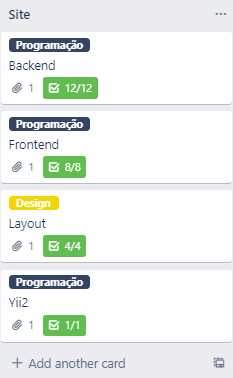 Site
Programação
Backend
1 12/12
Programação
Frontend
1 8/8
Design
Layout
1 4/4
Programação
Yii2
1 1/1
+ Add another card